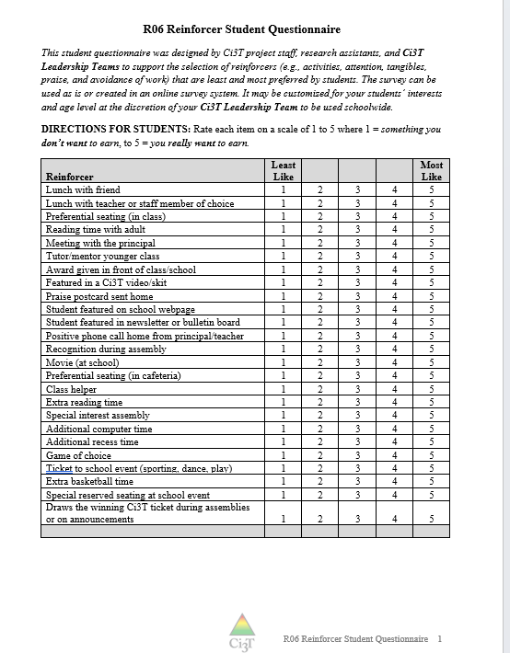 R06 Reinforcer Student Questionnaire
This student questionnaire was designed by Ci3T project staff, research assistants, and Ci3T
Leadership Teams to support the selection of reinforcers (e.g., activities, attention, tangibles,
praise, and avoidance of work) that are least and most preferred by students. The survey can be
used as is or created in an online survey system. It may be customized for your students' interests
and age level at the discretion of your Ci3T Leadership Team to be used schoolwide.
DIRECTIONS FOR STUDENTS: Rate each item on a scale of 1 to 5 where 1 = something you
don't want to earn, to 5 = you really want to earn.
Reinforcer Least Like Most Like
Lunch with friend 1 2 3 4 5
Lunch with teacher or staff member of choice 1 2 3 4 5
Preferential seating (in class) 1 2 3 4 5
Reading time with adult 1 2 3 4 5
Meeting with the principal 1 2 3 4 5
Tutor/mentor younger class 1 2 3 4 5
Award given in front of class/school 1 2 3 4 5
Featured in a Ci3T video/skit 1 2 3 4 5
Praise postcard sent home 1 2 3 4 5
Student featured on school webpage 1 2 3 4 5
Student featured in newsletter or bulletin board 1 2 3 4 5
Positive phone call home from principal/teacher 1 2 3 4 5
Recognition during assembly 1 2 3 4 5
Movie (at school) 1 2 3 4 5
Preferential seating (in cafeteria) 1 2 3 4 5
Class helper 1 2 3 4 5
Extra reading time 1 2 3 4 5
Special interest assembly 1 2 3 4 5
Additional computer time 1 2 3 4 5
Additional recess time 1 2 3 4 5
Game of choice 1 2 3 4 5
Ticket to school event (sporting, dance, play) 1 2 3 4 5
Extra basketball time 1 2 3 4 5
Special reserved seating at school event 1 2 3 4 5
Draws the winning Ci3T ticket during assemblies
or on announcements 1 2 3 4 5
Ci3T
R06 Reinforcer Student Questionnaire 1